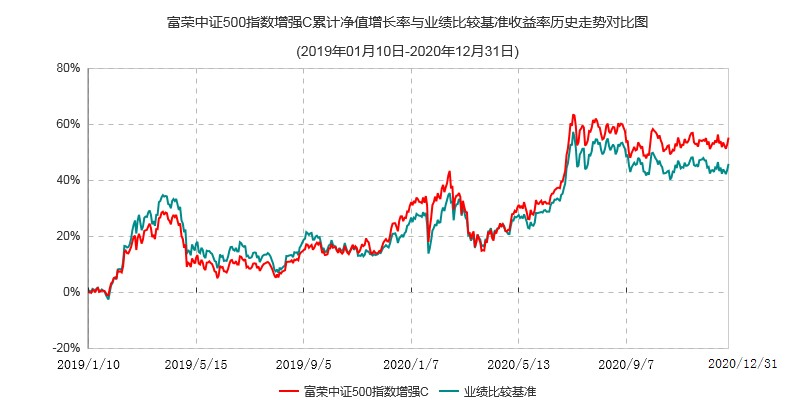 富荣中证500指数增强C累计净值增长率与业绩比较基准收益率历史走势对比图
(2019年01月10日-2020年12月31日)
80%
60%
40%
20%
0%
-20%
2019/1/10 2019/5/15 2019/9/5 2020/1/7 2020/5/13 2020/9/7 2020/12/31
富荣中证500指数增强C 业绩比较基准